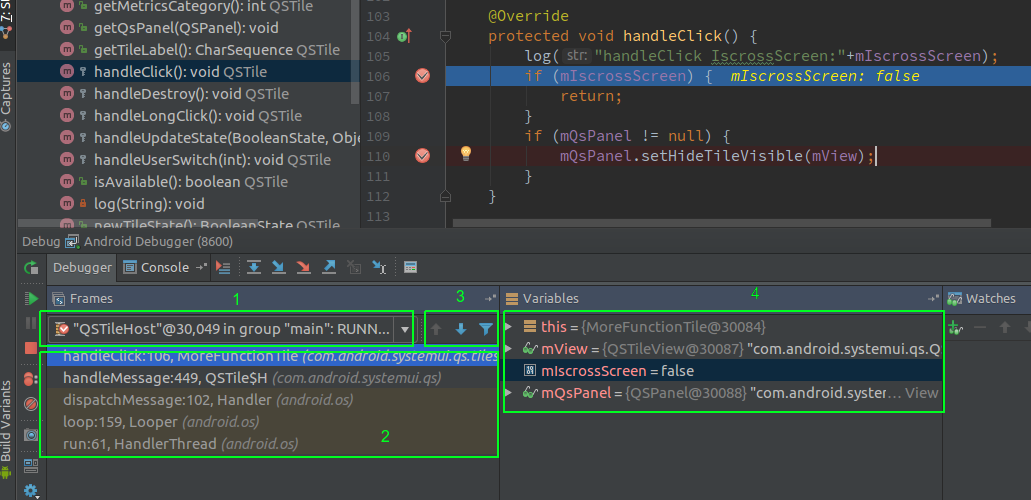 Z: S
Captures
Build Variants
getMetricsCategory(): int QSTile
getQsPanel(QSPanel): void
getTileLabel(): CharSequence QSTile
handleClick(): void QSTile
handleDestroy(): void QSTile
handleLongClick(): void QSTile
handleUpdateState(BooleanState, Obje
handleUserSwitch(int): void QSTile
isAvailable(): boolean QSTile
log(String): void
newTileState(): BooleanState QSTile
103 @Override
104 protected void handleClick() {
105 log( str: "handleClick IscrossScreen:"+mIscrossScreen);
106 if (mIscrossScreen) { mIscrossScreen: false
107 return;
108 }
109 if (mQsPanel != null) {
110 mQsPanel.setHideTileVisible(mView);
111 }
112 }
113
Debug Android Debugger (8600)
Debugger Console
1
3
4
Frames
Variables
Watches
"QSTileHost"@30,049 in group "main": RUNN...
handleClick:106, MoreFunctionTile (com.android.systemui.qs.tiles
handleMessage:449, QSTile$H (com.android.systemui.qs)
dispatchMessage:102, Handler (android.os)
loop:159, Looper (android.os)
2
run:61, HandlerThread (android.os)
this = {MoreFunctionTile@30084}
mView = {QSTileView@30087} "com.android.systemui.qs.Q
mIscrossScreen = false
mQsPanel = {QSPanel@30088} "com.android.syster... View